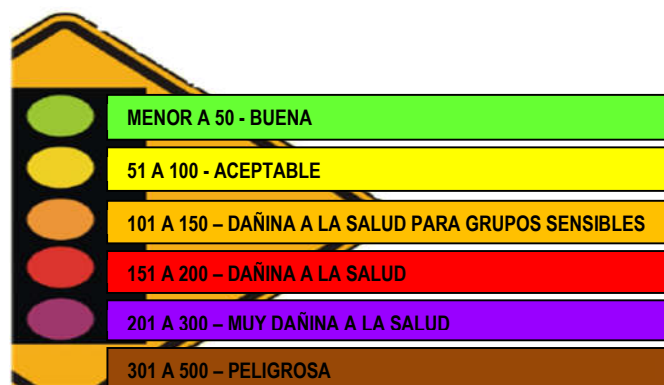 MENOR A 50 - BUENA
51 A 100 - ACEPTABLE
101 A 150 – DAÑINA A LA SALUD PARA GRUPOS SENSIBLES
151 A 200 – DAÑINA A LA SALUD
201 A 300 – MUY DAÑINA A LA SALUD
301 A 500 – PELIGROSA